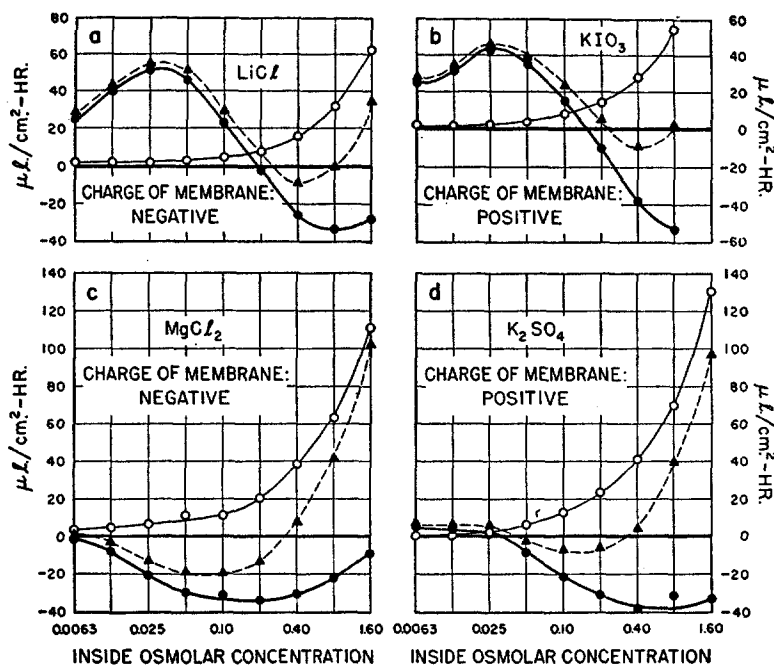 a
LiCl
CHARGE OF MEMBRANE:
NEGATIVE
μl./cm².-HR.
80
60
40
20
0
-20
-40
b
KIO₃
CHARGE OF MEMBRANE:
POSITIVE
60
40
20
0
-20
-40
-60
μl./cm².-HR.
c
MgCl₂
CHARGE OF MEMBRANE:
NEGATIVE
μl./cm².-HR.
140
120
100
80
60
40
20
0
-20
-40
0.0063 0.025 0.10 0.40 1.60
INSIDE OSMOLAR CONCENTRATION
d
K₂SO₄
CHARGE OF MEMBRANE:
POSITIVE
140
120
100
80
60
40
20
0
-20
-40
μl./cm².-HR.
0.0063 0.025 0.10 0.40 1.60
INSIDE OSMOLAR CONCENTRATION